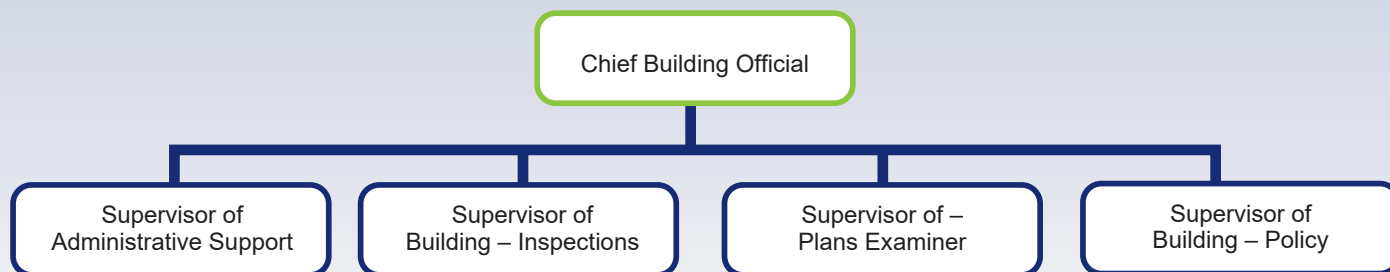 Chief Building Official
Supervisor of
Administrative Support
Supervisor of
Building – Inspections
Supervisor of –
Plans Examiner
Supervisor of
Building – Policy